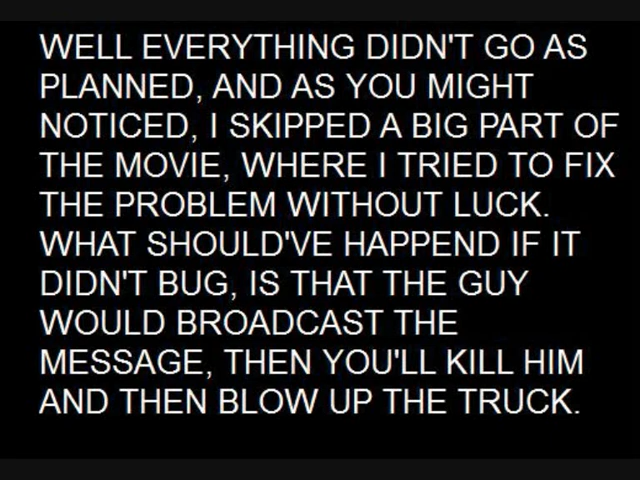 WELL EVERYTHING DIDN'T GO AS
PLANNED, AND AS YOU MIGHT
NOTICED, I SKIPPED A BIG PART OF
THE MOVIE, WHERE I TRIED TO FIX
THE PROBLEM WITHOUT LUCK.
WHAT SHOULD'VE HAPPEND IF IT
DIDN'T BUG, IS THAT THE GUY
WOULD BROADCAST THE
MESSAGE, THEN YOU'LL KILL HIM
AND THEN BLOW UP THE TRUCK.